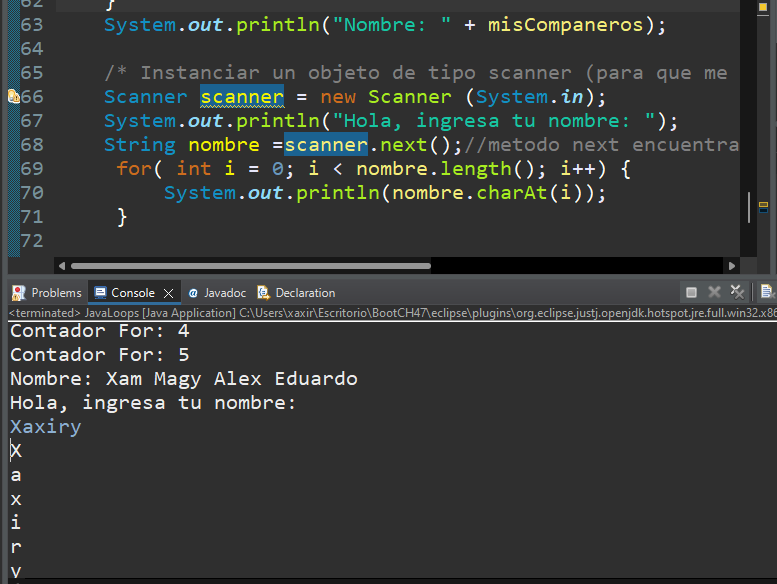 62 }
63 System.out.println("Nombre: " + misCompaneros);
64
65 /* Instanciar un objeto de tipo scanner (para que me
66 Scanner scanner = new Scanner (System.in);
67 System.out.println("Hola, ingresa tu nombre: ");
68 String nombre =scanner.next();//metodo next encuentra
69 for( int i = 0; i < nombre.length(); i++) {
70 System.out.println(nombre.charAt(i));
71 }
72
Problems Console Javadoc Declaration
<terminated> JavaLoops [Java Application] C:\Users\xaxir\Escritorio\BootCH47\eclipse\plugins\org.eclipse.justj.openjdk.hotspot.jre.full.win32.x86
Contador For: 4
Contador For: 5
Nombre: Xam Magy Alex Eduardo
Hola, ingresa tu nombre:
Xaxiry
X
a
x
i
r
y